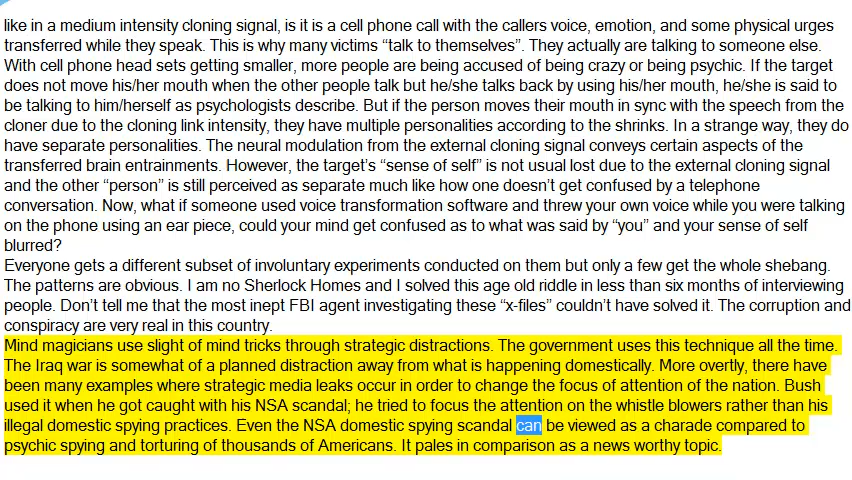 like in a medium intensity cloning signal, is it is a cell phone call with the callers voice, emotion, and some physical urges
transferred while they speak. This is why many victims “talk to themselves”. They actually are talking to someone else.
With cell phone head sets getting smaller, more people are being accused of being crazy or being psychic. If the target
does not move his/her mouth when the other people talk but he/she talks back by using his/her mouth, he/she is said to
be talking to him/herself as psychologists describe. But if the person moves their mouth in sync with the speech from the
cloner due to the cloning link intensity, they have multiple personalities according to the shrinks. In a strange way, they do
have separate personalities. The neural modulation from the external cloning signal conveys certain aspects of the
transferred brain entrainments. However, the target’s “sense of self” is not usual lost due to the external cloning signal
and the other “person” is still perceived as separate much like how one doesn’t get confused by a telephone
conversation. Now, what if someone used voice transformation software and threw your own voice while you were talking
on the phone using an ear piece, could your mind get confused as to what was said by “you” and your sense of self
blurred?
Everyone gets a different subset of involuntary experiments conducted on them but only a few get the whole shebang.
The patterns are obvious. I am no Sherlock Homes and I solved this age old riddle in less than six months of interviewing
people. Don’t tell me that the most inept FBI agent investigating these “x-files” couldn’t have solved it. The corruption and
conspiracy are very real in this country.
Mind magicians use slight of mind tricks through strategic distractions. The government uses this technique all the time.
The Iraq war is somewhat of a planned distraction away from what is happening domestically. More overtly, there have
been many examples where strategic media leaks occur in order to change the focus of attention of the nation. Bush
used it when he got caught with his NSA scandal; he tried to focus the attention on the whistle blowers rather than his
illegal domestic spying practices. Even the NSA domestic spying scandal can be viewed as a charade compared to
psychic spying and torturing of thousands of Americans. It pales in comparison as a news worthy topic.